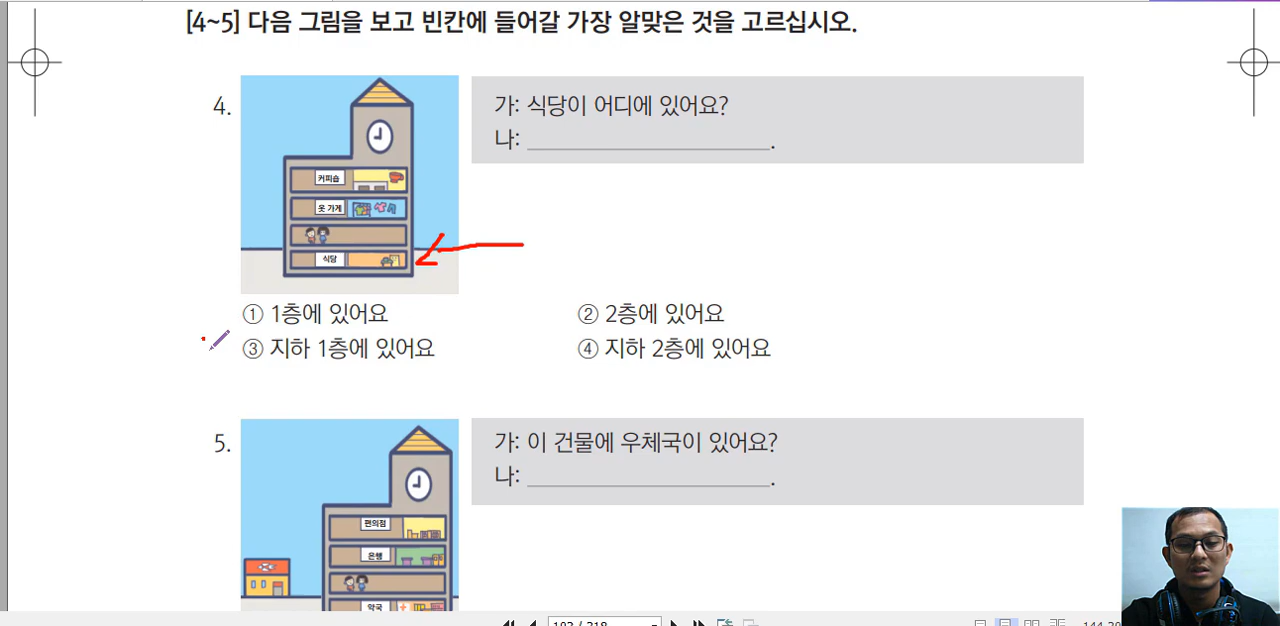 [4~5] 다음 그림을 보고 빈칸에 들어갈 가장 알맞은 것을 고르십시오.
4.
커피숍
옷 가게
식당
가: 식당이 어디에 있어요?
나: ____________________.
① 1층에 있어요
② 2층에 있어요
③ 지하 1층에 있어요
④ 지하 2층에 있어요
5.
편의점
은행
약국
가: 이 건물에 우체국이 있어요?
나: ____________________.